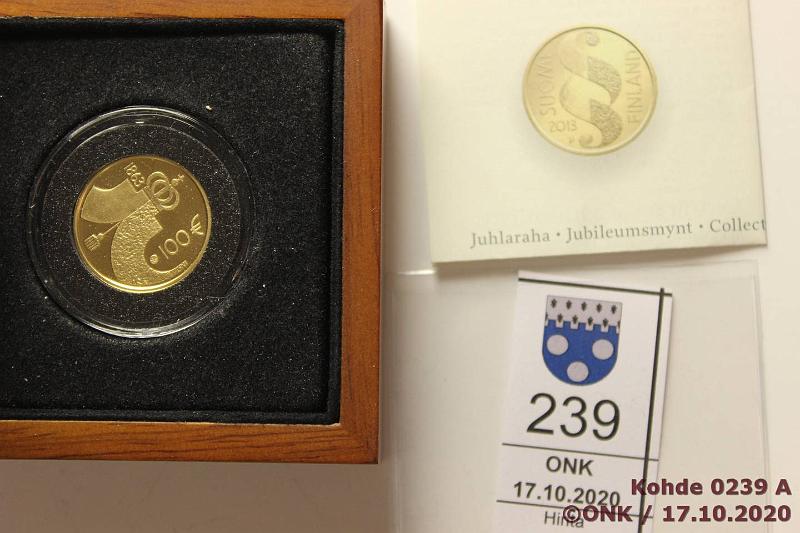 1863
100 €
SUOMI
FINLAND
2013
Juhlaraha · Jubileumsmynt · Collect
239
ONK
17.10.2020
Hinta
Kohde 0239 A
©ONK / 17.10.2020